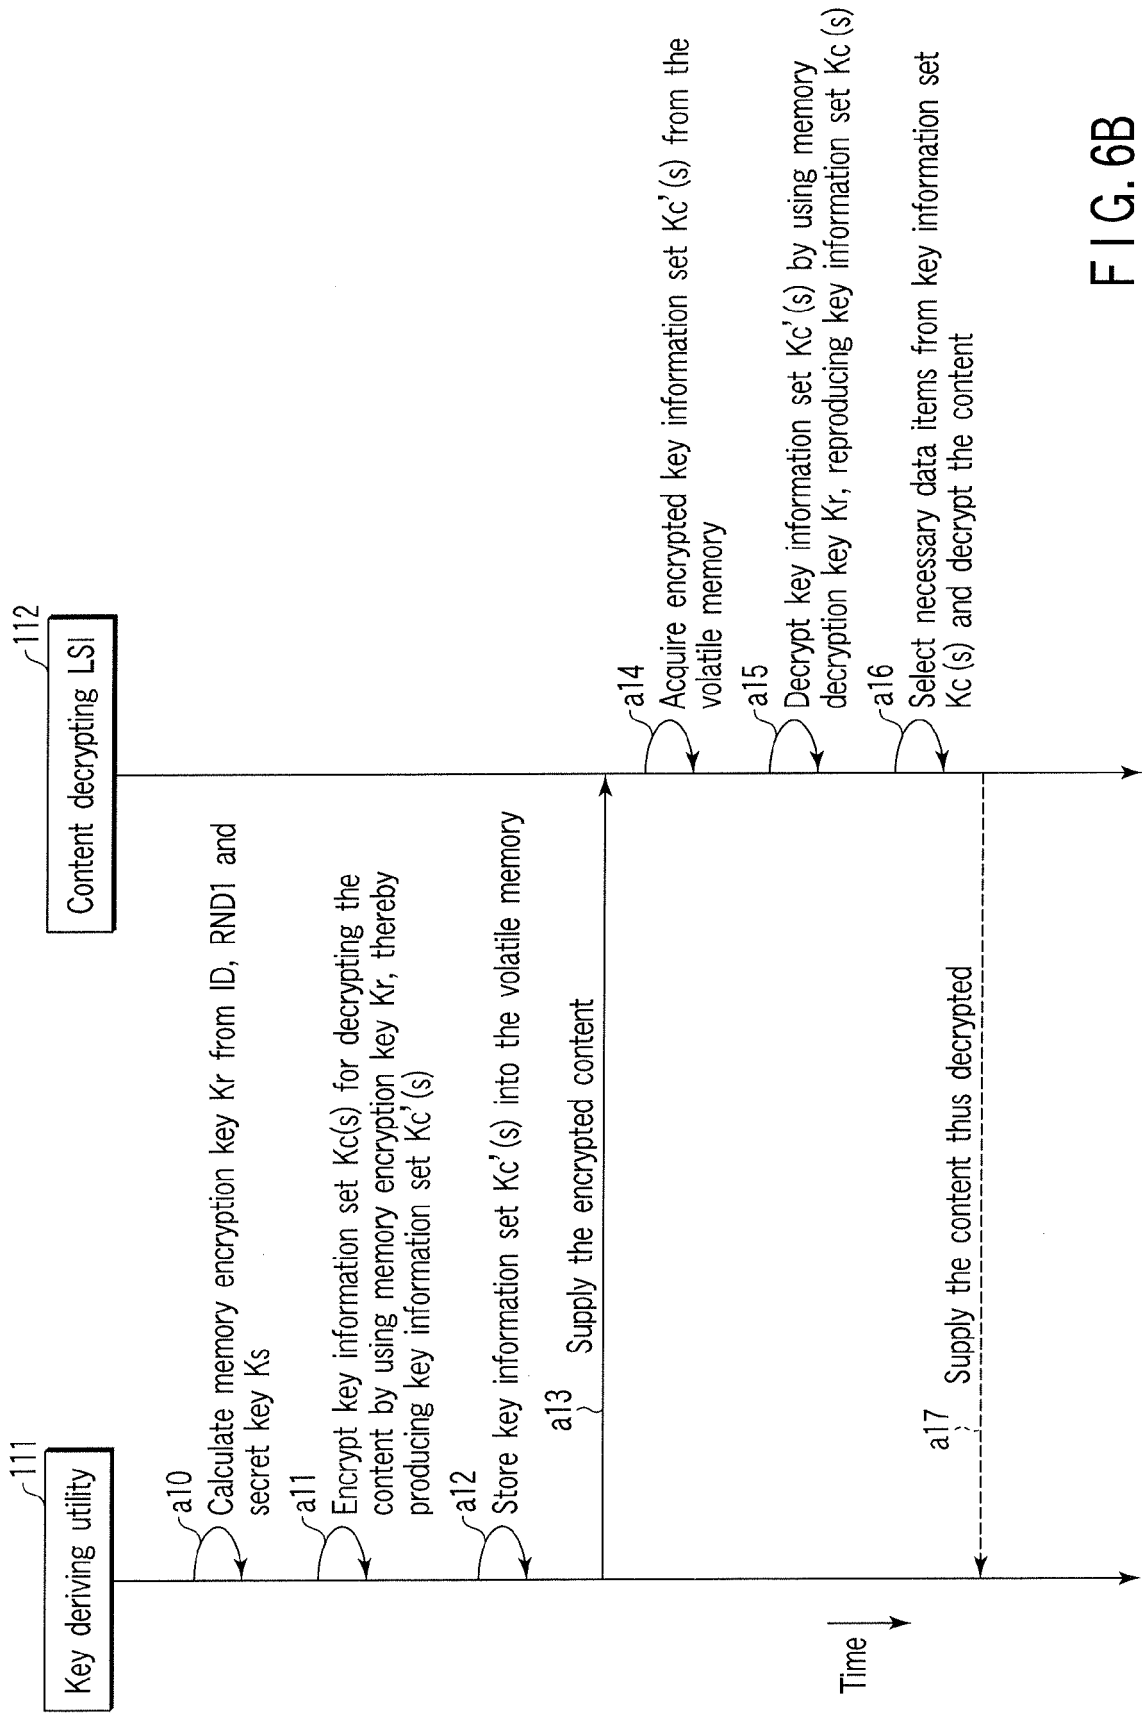 Key deriving utility
111
Content decrypting LSI
112
a10
Calculate memory encryption key Kr from ID, RND1 and
secret key Ks
a11
Encrypt key information set Kc(s) for decrypting the
content by using memory encryption key Kr, thereby
producing key information set Kc'(s)
a12
Store key information set Kc'(s) into the volatile memory
a13
Supply the encrypted content
a14
Acquire encrypted key information set Kc'(s) from the
volatile memory
a15
Decrypt key information set Kc'(s) by using memory
decryption key Kr, reproducing key information set Kc(s)
a16
Select necessary data items from key information set
Kc(s) and decrypt the content
a17
Supply the content thus decrypted
Time
FIG. 6B